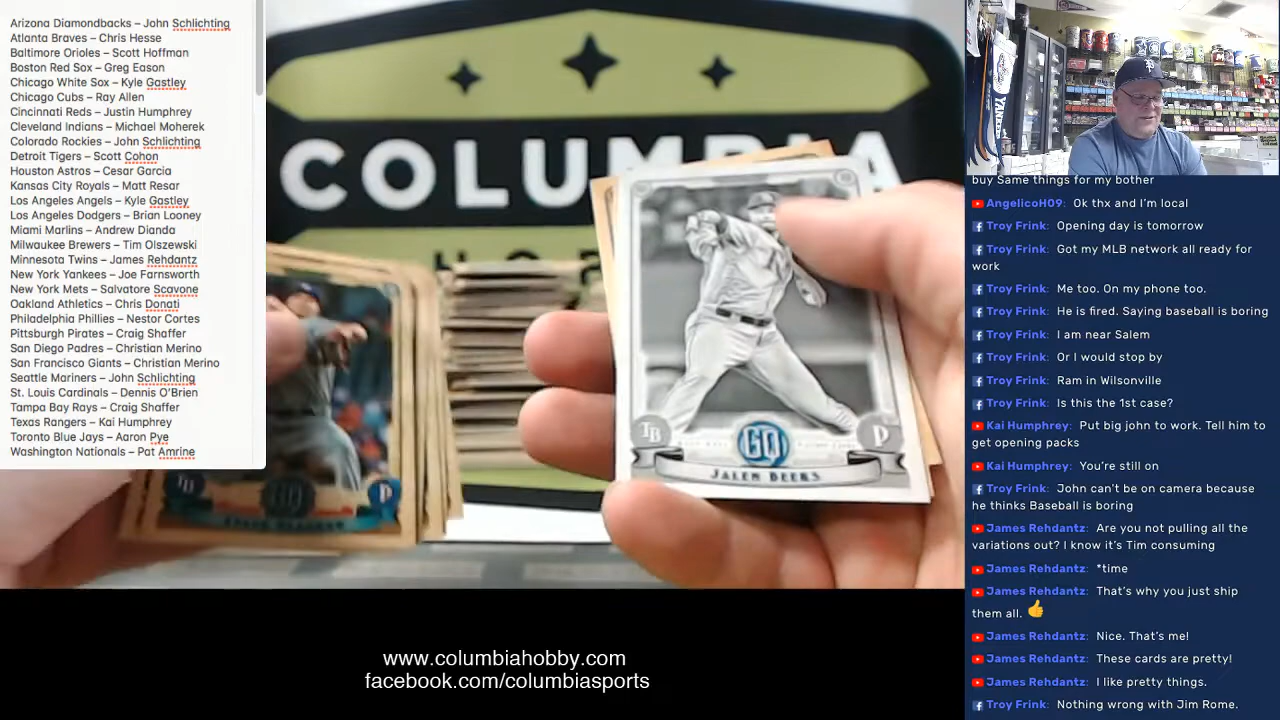 Arizona Diamondbacks – John Schlichting
Atlanta Braves – Chris Hesse
Baltimore Orioles – Scott Hoffman
Boston Red Sox – Greg Eason
Chicago White Sox – Kyle Gastley
Chicago Cubs – Ray Allen
Cincinnati Reds – Justin Humphrey
Cleveland Indians – Michael Moherek
Colorado Rockies – John Schlichting
Detroit Tigers – Scott Cohon
Houston Astros – Cesar Garcia
Kansas City Royals – Matt Resar
Los Angeles Angels – Kyle Gastley
Los Angeles Dodgers – Brian Looney
Miami Marlins – Andrew Dianda
Milwaukee Brewers – Tim Olszewski
Minnesota Twins – James Rehdantz
New York Yankees – Joe Farnsworth
New York Mets – Salvatore Scavone
Oakland Athletics – Chris Donati
Philadelphia Phillies – Nestor Cortes
Pittsburgh Pirates – Craig Shaffer
San Diego Padres – Christian Merino
San Francisco Giants – Christian Merino
Seattle Mariners – John Schlichting
St. Louis Cardinals – Dennis O'Brien
Tampa Bay Rays – Craig Shaffer
Texas Rangers – Kai Humphrey
Toronto Blue Jays – Aaron Pye
Washington Nationals – Pat Amrine
COLUMBIA
TB GQ P
JALEN BEEKS
TB GQ P
www.columbiahobby.com
facebook.com/columbiasports
buy Same things for my bother
AngelicoH09: Ok thx and I'm local
Troy Frink: Opening day is tomorrow
Troy Frink: Got my MLB network all ready for
work
Troy Frink: Me too. On my phone too.
Troy Frink: He is fired. Saying baseball is boring
Troy Frink: I am near Salem
Troy Frink: Or I would stop by
Troy Frink: Ram in Wilsonville
Troy Frink: Is this the 1st case?
Kai Humphrey: Put big john to work. Tell him to
get opening packs
Kai Humphrey: You're still on
Troy Frink: John can't be on camera because
he thinks Baseball is boring
James Rehdantz: Are you not pulling all the
variations out? I know it's Tim consuming
James Rehdantz: *time
James Rehdantz: That's why you just ship
them all. 👍
James Rehdantz: Nice. That's me!
James Rehdantz: These cards are pretty!
James Rehdantz: I like pretty things.
Troy Frink: Nothing wrong with Jim Rome.